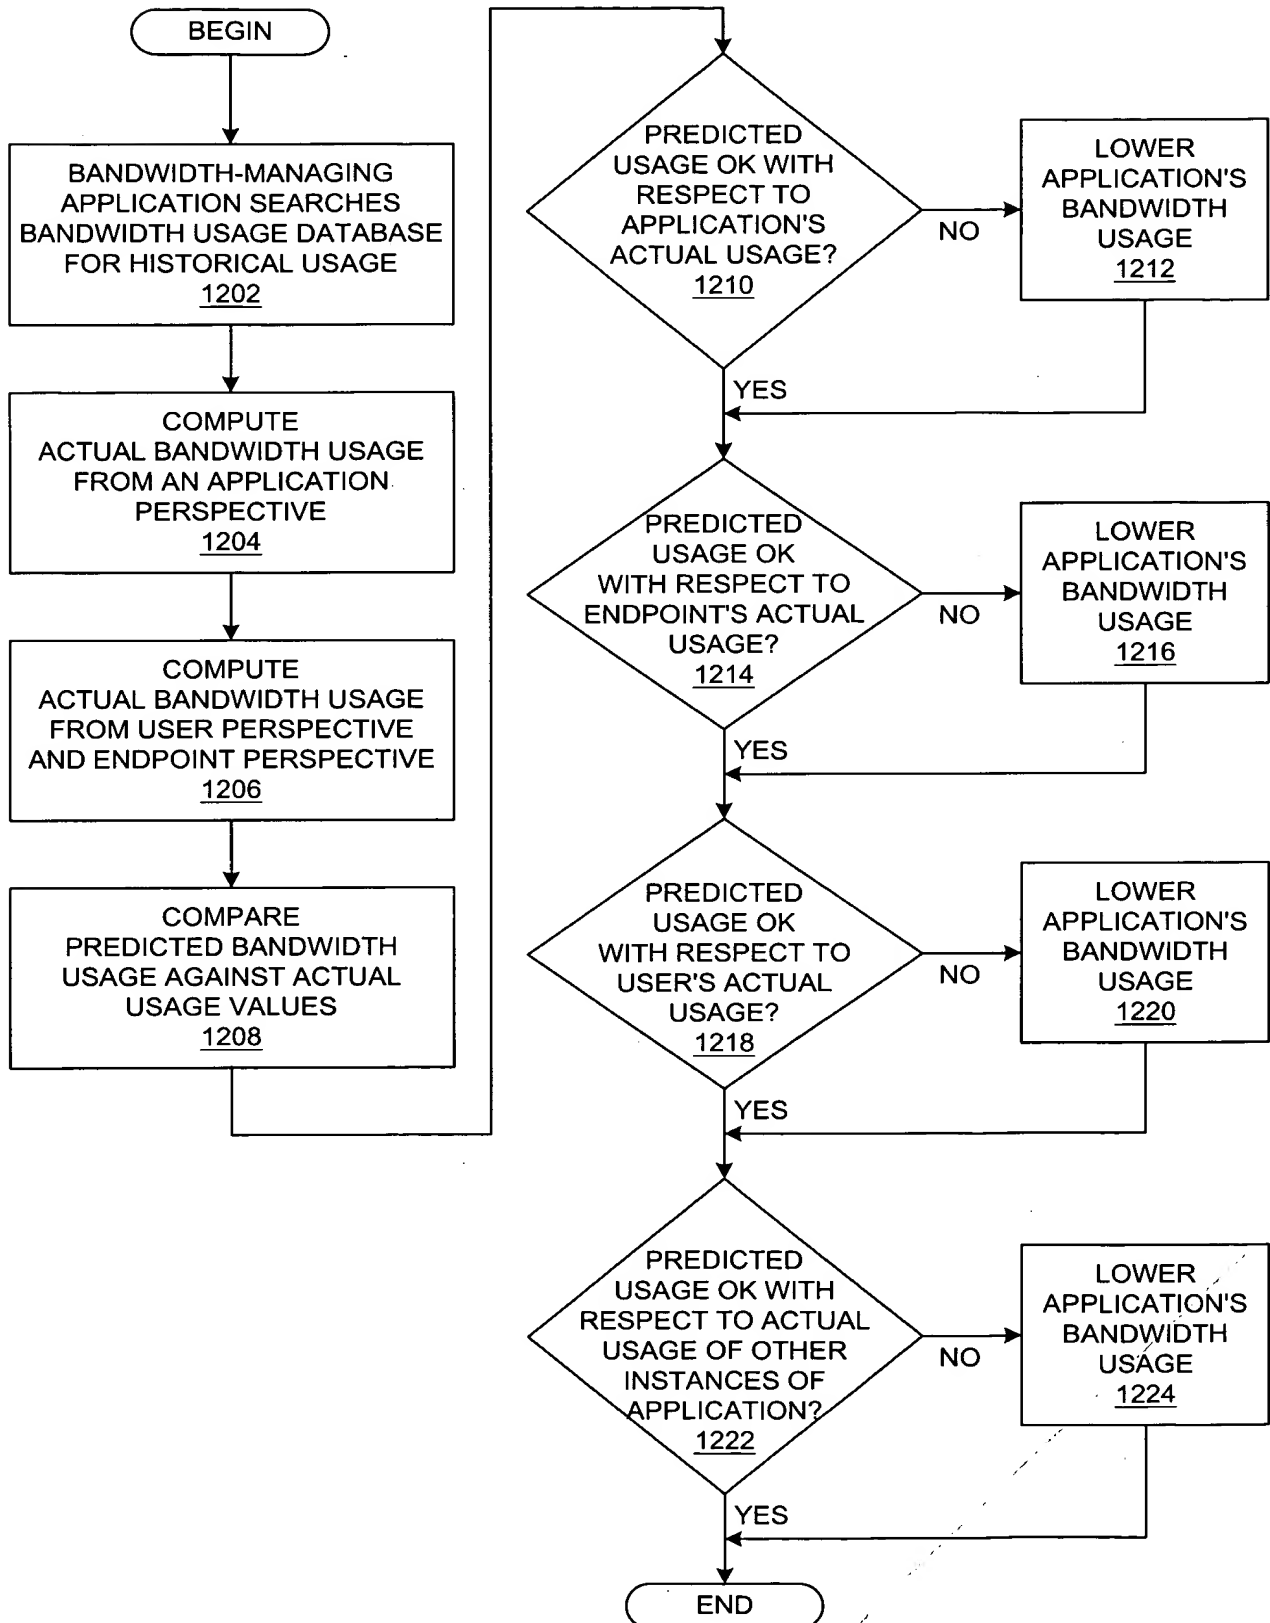 BEGIN
BANDWIDTH-MANAGING
APPLICATION SEARCHES
BANDWIDTH USAGE DATABASE
FOR HISTORICAL USAGE
1202
COMPUTE
ACTUAL BANDWIDTH USAGE
FROM AN APPLICATION
PERSPECTIVE
1204
COMPUTE
ACTUAL BANDWIDTH USAGE
FROM USER PERSPECTIVE
AND ENDPOINT PERSPECTIVE
1206
COMPARE
PREDICTED BANDWIDTH
USAGE AGAINST ACTUAL
USAGE VALUES
1208
PREDICTED
USAGE OK WITH
RESPECT TO
APPLICATION'S
ACTUAL USAGE?
1210
NO
LOWER
APPLICATION'S
BANDWIDTH
USAGE
1212
YES
PREDICTED
USAGE OK
WITH RESPECT TO
ENDPOINT'S ACTUAL
USAGE?
1214
NO
LOWER
APPLICATION'S
BANDWIDTH
USAGE
1216
YES
PREDICTED
USAGE OK
WITH RESPECT TO
USER'S ACTUAL
USAGE?
1218
NO
LOWER
APPLICATION'S
BANDWIDTH
USAGE
1220
YES
PREDICTED
USAGE OK WITH
RESPECT TO ACTUAL
USAGE OF OTHER
INSTANCES OF
APPLICATION?
1222
NO
LOWER
APPLICATION'S
BANDWIDTH
USAGE
1224
YES
END